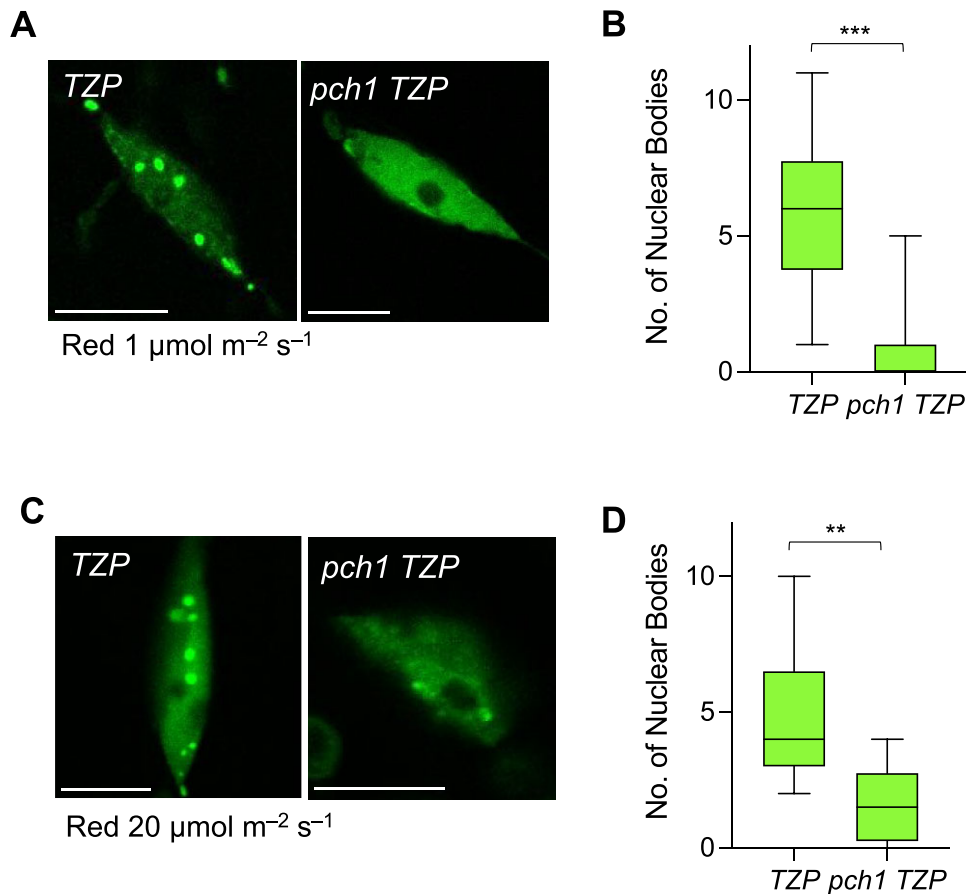 A
TZP
pch1 TZP
Red 1 µmol m–2 s–1
B
***
No. of Nuclear Bodies
10
5
0
TZP pch1 TZP
C
TZP
pch1 TZP
Red 20 µmol m–2 s–1
D
**
No. of Nuclear Bodies
10
5
0
TZP pch1 TZP